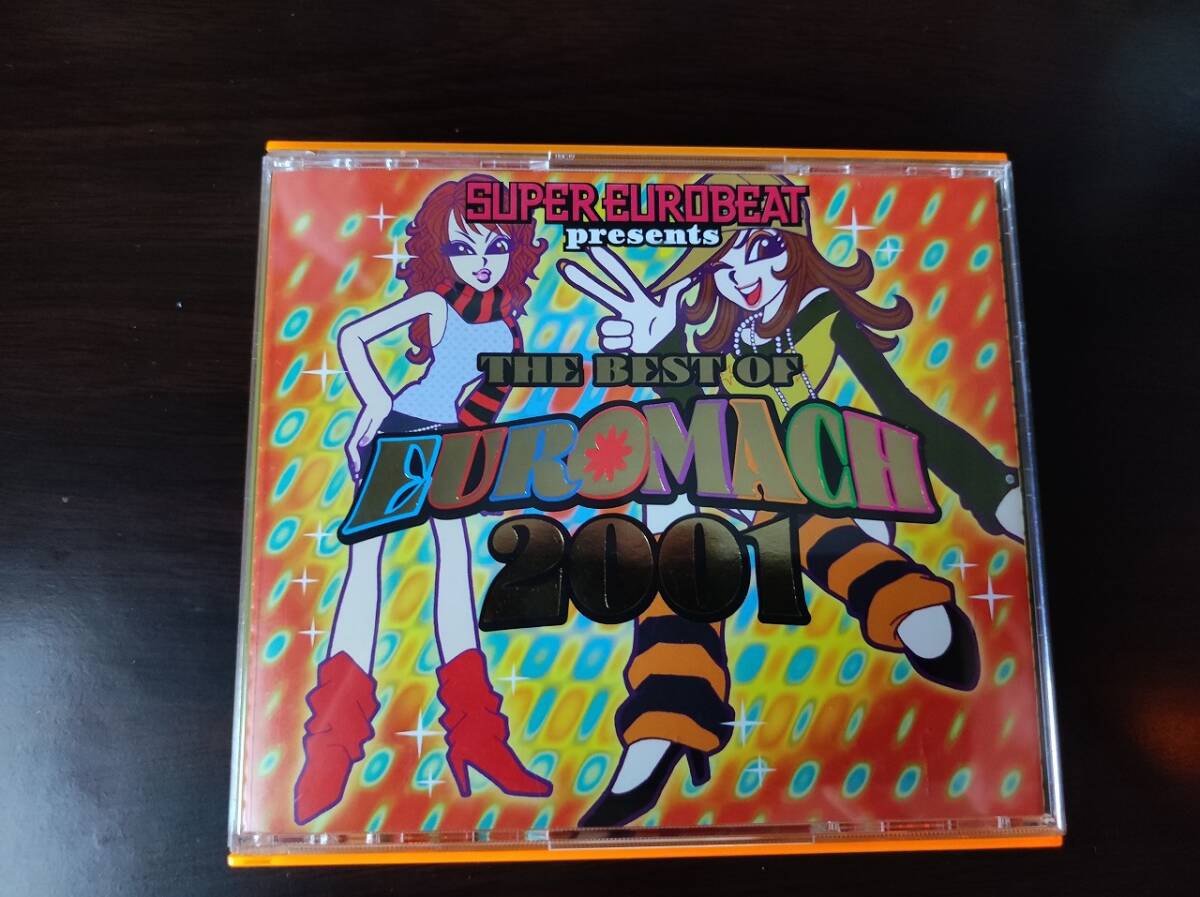 SUPER EUROBEAT
presents
THE BEST OF
EUROMACH
2001